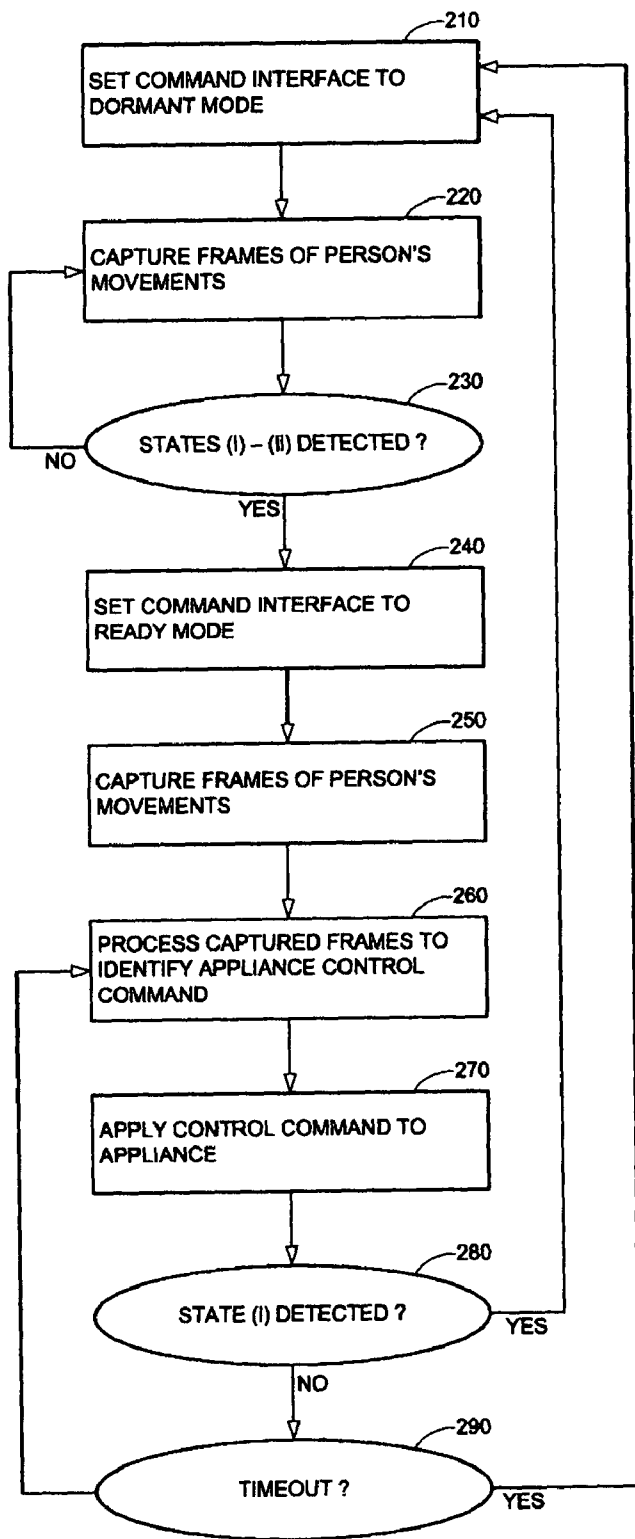 210
SET COMMAND INTERFACE TO
DORMANT MODE
220
CAPTURE FRAMES OF PERSON'S
MOVEMENTS
230
STATES (I) – (II) DETECTED ?
NO
YES
240
SET COMMAND INTERFACE TO
READY MODE
250
CAPTURE FRAMES OF PERSON'S
MOVEMENTS
260
PROCESS CAPTURED FRAMES TO
IDENTIFY APPLIANCE CONTROL
COMMAND
270
APPLY CONTROL COMMAND TO
APPLIANCE
280
STATE (I) DETECTED ?
YES
NO
290
TIMEOUT ?
YES